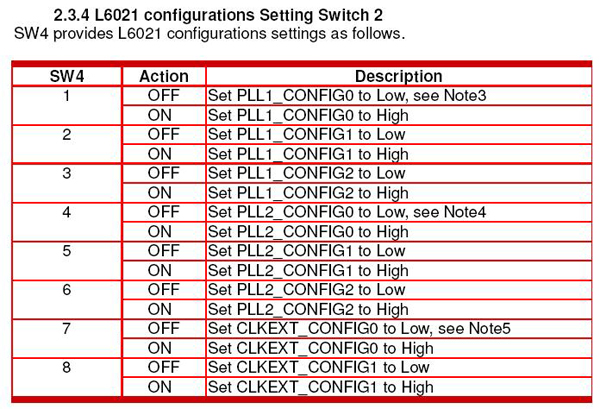 2.3.4 L6021 configurations Setting Switch 2
SW4 provides L6021 configurations settings as follows.
SW4 Action Description
1 OFF Set PLL1_CONFIG0 to Low, see Note3
ON Set PLL1_CONFIG0 to High
2 OFF Set PLL1_CONFIG1 to Low
ON Set PLL1_CONFIG1 to High
3 OFF Set PLL1_CONFIG2 to Low
ON Set PLL1_CONFIG2 to High
4 OFF Set PLL2_CONFIG0 to Low, see Note4
ON Set PLL2_CONFIG0 to High
5 OFF Set PLL2_CONFIG1 to Low
ON Set PLL2_CONFIG1 to High
6 OFF Set PLL2_CONFIG2 to Low
ON Set PLL2_CONFIG2 to High
7 OFF Set CLKEXT_CONFIG0 to Low, see Note5
ON Set CLKEXT_CONFIG0 to High
8 OFF Set CLKEXT_CONFIG1 to Low
ON Set CLKEXT_CONFIG1 to High